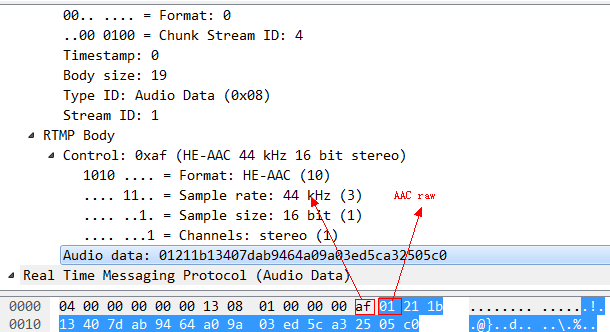 00.. .... = Format: 0
..00 0100 = Chunk Stream ID: 4
Timestamp: 0
Body size: 19
Type ID: Audio Data (0x08)
Stream ID: 1
RTMP Body
Control: 0xaf (HE-AAC 44 kHz 16 bit stereo)
1010 .... = Format: HE-AAC (10)
.... 11.. = Sample rate: 44 kHz (3)
AAC raw
.... ..1. = Sample size: 16 bit (1)
.... ...1 = Channels: stereo (1)
Audio data: 01211b13407dab9464a09a03ed5ca32505c0
Real Time Messaging Protocol (Audio Data)
0000 04 00 00 00 00 00 13 08 01 00 00 00 af 01 21 1b ........ ......!.
0010 13 40 7d ab 94 64 a0 9a 03 ed 5c a3 25 05 c0 .@}..d.. ..\.%..